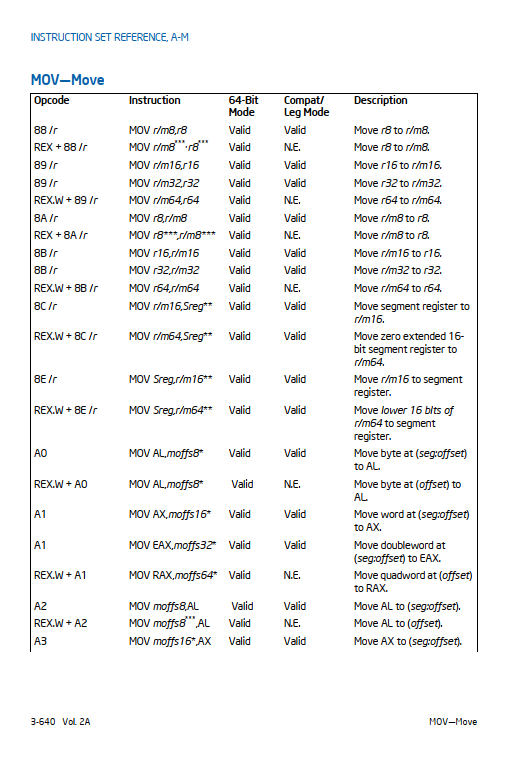 INSTRUCTION SET REFERENCE, A-M
MOV—Move
Opcode Instruction 64-Bit Mode Compat/ Leg Mode Description
88 /r MOV r/m8,r8 Valid Valid Move r8 to r/m8.
REX + 88 /r MOV r/m8***,r8*** Valid N.E. Move r8 to r/m8.
89 /r MOV r/m16,r16 Valid Valid Move r16 to r/m16.
89 /r MOV r/m32,r32 Valid Valid Move r32 to r/m32.
REX.W + 89 /r MOV r/m64,r64 Valid N.E. Move r64 to r/m64.
8A /r MOV r8,r/m8 Valid Valid Move r/m8 to r8.
REX + 8A /r MOV r8***,r/m8*** Valid N.E. Move r/m8 to r8.
8B /r MOV r16,r/m16 Valid Valid Move r/m16 to r16.
8B /r MOV r32,r/m32 Valid Valid Move r/m32 to r32.
REX.W + 8B /r MOV r64,r/m64 Valid N.E. Move r/m64 to r64.
8C /r MOV r/m16,Sreg** Valid Valid Move segment register to
r/m16.
REX.W + 8C /r MOV r/m64,Sreg** Valid Valid Move zero extended 16-
bit segment register to
r/m64.
8E /r MOV Sreg,r/m16** Valid Valid Move r/m16 to segment
register.
REX.W + 8E /r MOV Sreg,r/m64** Valid Valid Move lower 16 bits of
r/m64 to segment
register.
A0 MOV AL,moffs8* Valid Valid Move byte at (seg:offset)
to AL.
REX.W + A0 MOV AL,moffs8* Valid N.E. Move byte at (offset) to
AL.
A1 MOV AX,moffs16* Valid Valid Move word at (seg:offset)
to AX.
A1 MOV EAX,moffs32* Valid Valid Move doubleword at
(seg:offset) to EAX.
REX.W + A1 MOV RAX,moffs64* Valid N.E. Move quadword at (offset)
to RAX.
A2 MOV moffs8,AL Valid Valid Move AL to (seg:offset).
REX.W + A2 MOV moffs8***,AL Valid N.E. Move AL to (offset).
A3 MOV moffs16*,AX Valid Valid Move AX to (seg:offset).
3-640 Vol. 2A MOV—Move